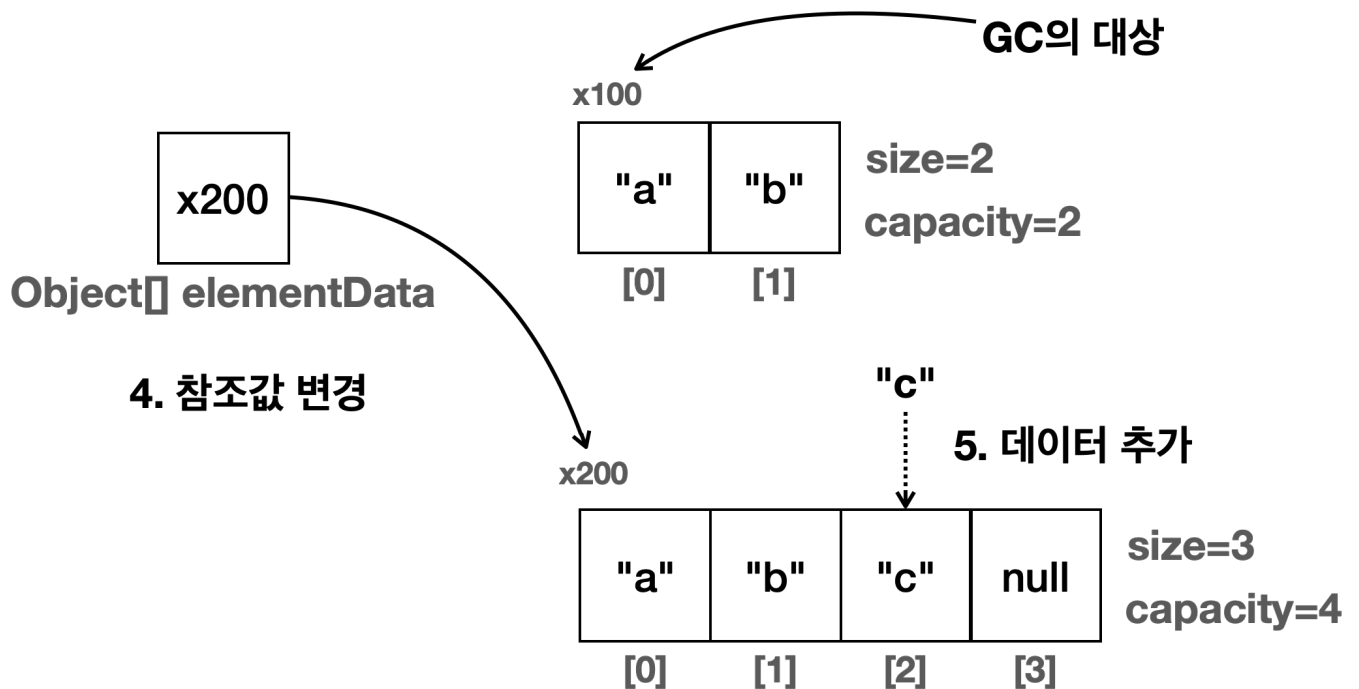 GC의 대상
x100
"a" "b"
size=2
capacity=2
[0] [1]
x200
Object[] elementData
4. 참조값 변경
"c"
5. 데이터 추가
x200
"a" "b" "c" null
size=3
capacity=4
[0] [1] [2] [3]